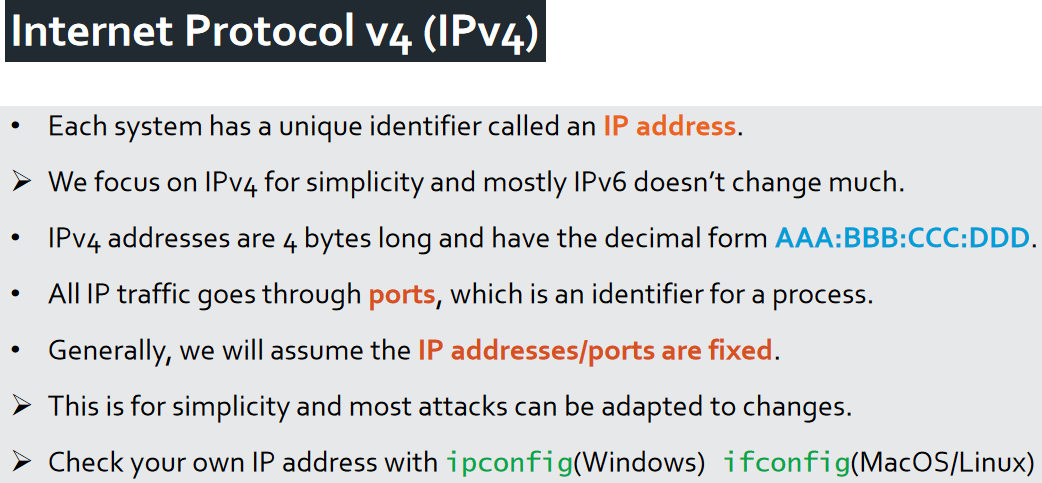 Internet Protocol v4 (IPv4)
• Each system has a unique identifier called an IP address.
➢ We focus on IPv4 for simplicity and mostly IPv6 doesn’t change much.
• IPv4 addresses are 4 bytes long and have the decimal form AAA:BBB:CCC:DDD.
• All IP traffic goes through ports, which is an identifier for a process.
• Generally, we will assume the IP addresses/ports are fixed.
➢ This is for simplicity and most attacks can be adapted to changes.
➢ Check your own IP address with ipconfig(Windows) ifconfig(MacOS/Linux)